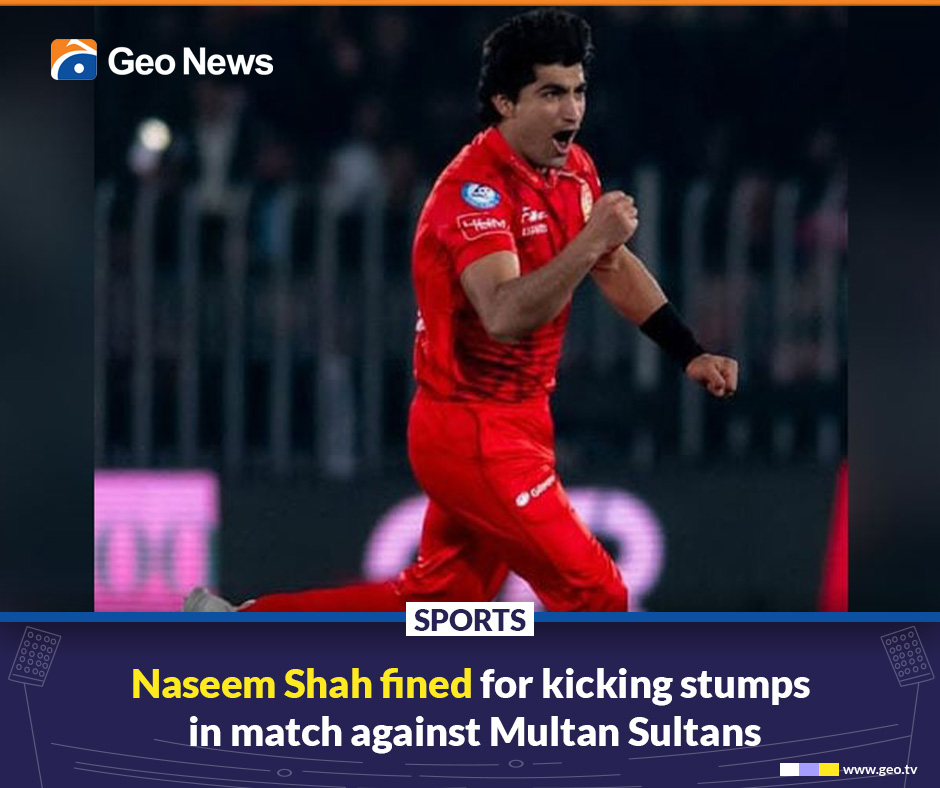 Geo News
SPORTS
Naseem Shah fined for kicking stumps
in match against Multan Sultans
www.geo.tv